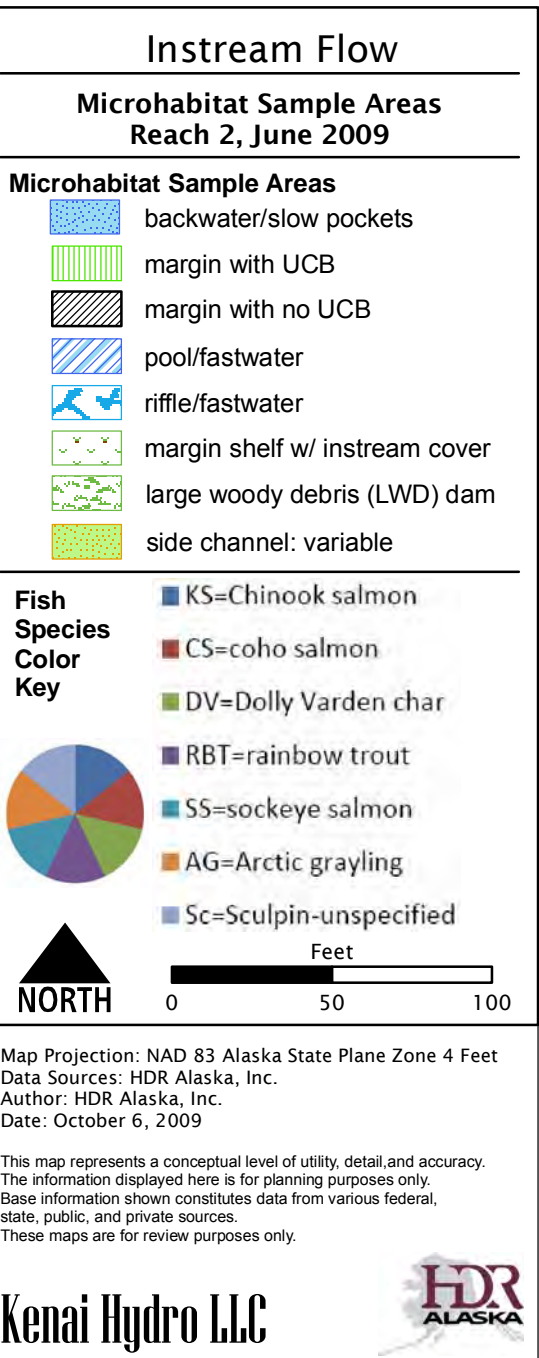 Instream Flow
Microhabitat Sample Areas
Reach 2, June 2009
Microhabitat Sample Areas
backwater/slow pockets
margin with UCB
margin with no UCB
pool/fastwater
riffle/fastwater
margin shelf w/ instream cover
large woody debris (LWD) dam
side channel: variable
Fish
Species
Color
Key
KS=Chinook salmon
CS=coho salmon
DV=Dolly Varden char
RBT=rainbow trout
SS=sockeye salmon
AG=Arctic grayling
Sc=Sculpin-unspecified
NORTH
Feet
0 50 100
Map Projection: NAD 83 Alaska State Plane Zone 4 Feet
Data Sources: HDR Alaska, Inc.
Author: HDR Alaska, Inc.
Date: October 6, 2009
This map represents a conceptual level of utility, detail,and accuracy.
The information displayed here is for planning purposes only.
Base information shown constitutes data from various federal,
state, public, and private sources.
These maps are for review purposes only.
Kenai Hydro LLC
HDR
ALASKA